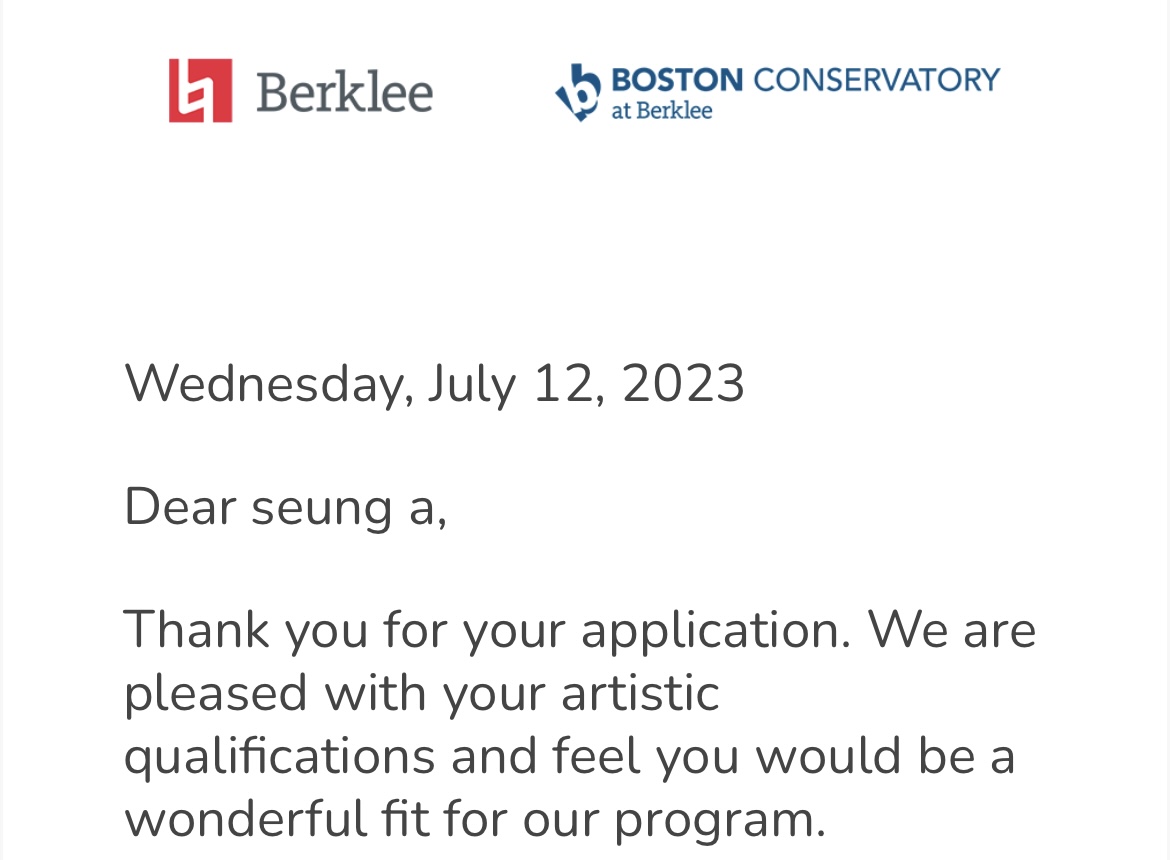 Berklee
BOSTON CONSERVATORY
at Berklee
Wednesday, July 12, 2023
Dear seung a,
Thank you for your application. We are
pleased with your artistic
qualifications and feel you would be a
wonderful fit for our program.